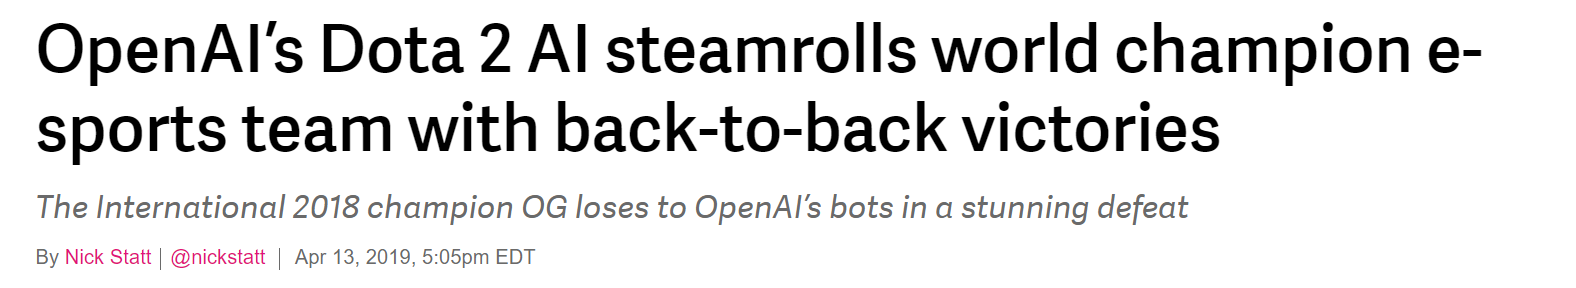 OpenAI’s Dota 2 AI steamrolls world champion e-
sports team with back-to-back victories
The International 2018 champion OG loses to OpenAI’s bots in a stunning defeat
By Nick Statt | @nickstatt | Apr 13, 2019, 5:05pm EDT